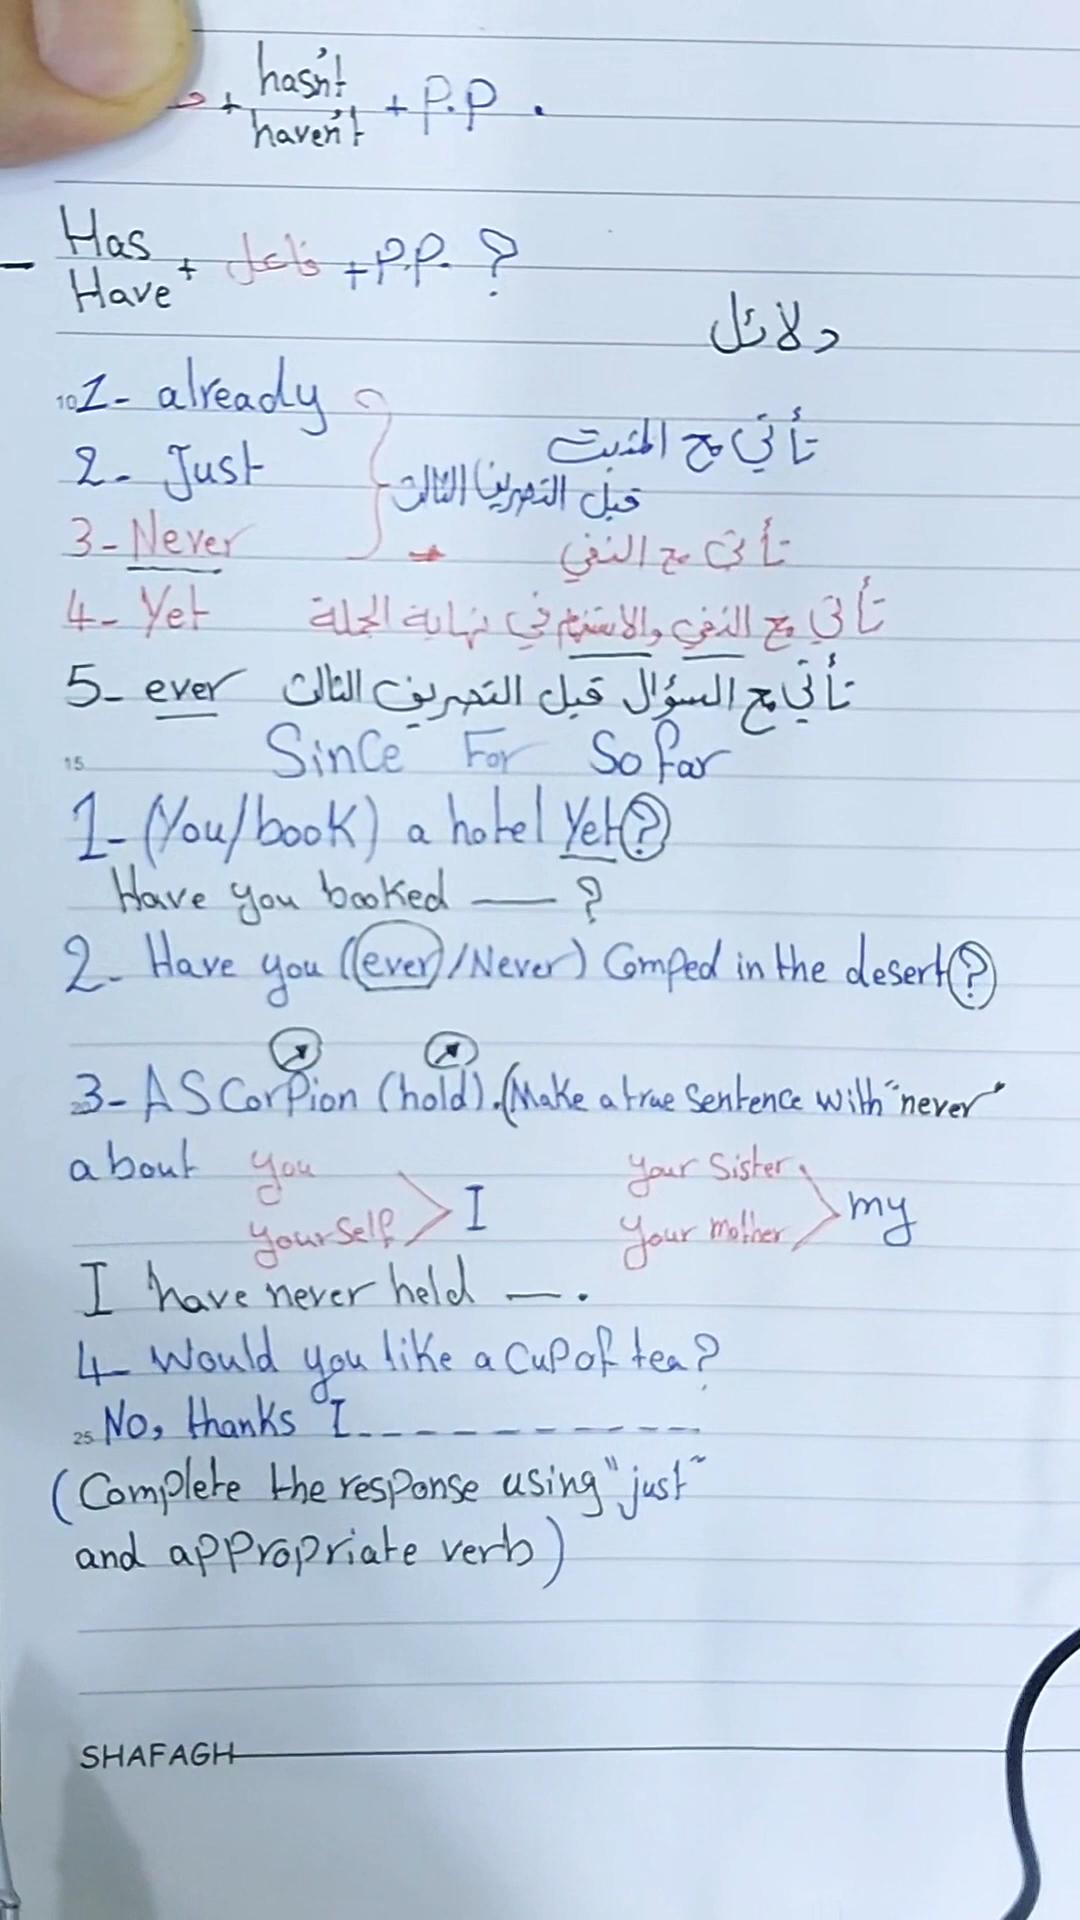 + hasn't + P.P.
haven't
- Has + فاعل + P.P. ?
Have
دلائل
1- already
تأتي مع المثبت
2- Just
قبل التصريف الثالث
3- Never
تأتي مع النفي
4- Yet تأتي مع النفي والاستفهام في نهاية الجملة
5- ever تأتي مع السؤال قبل التصريف الثالث
Since For So far
1- (You/book) a hotel Yet?
Have you booked — ?
2- Have you (ever/Never) Comped in the desert?
3- A SCorpion (hold). (Make a true sentence with "never"
about you
yourself
I
your Sister
your mother
my
I have never held — .
4- Would you like a cup of tea?
No, thanks I - - - - - - - - -
(Complete the response using "just"
and appropriate verb)
10
15
25
SHAFAGH